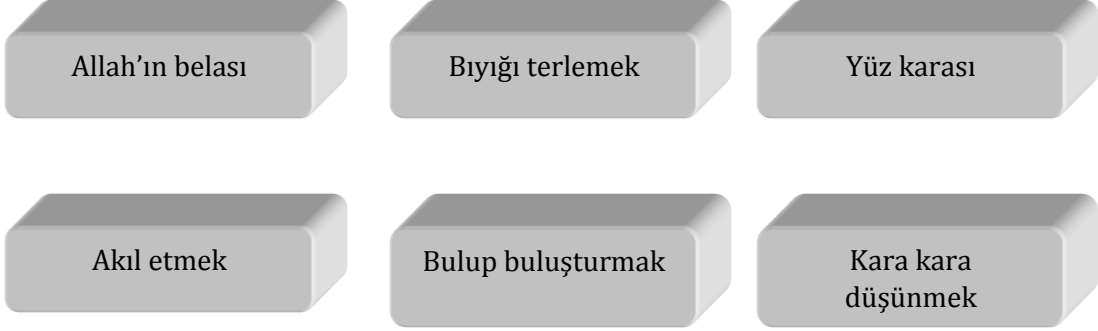 Allah’ın belası
Bıyığı terlemek
Yüz karası
Akıl etmek
Bulup buluşturmak
Kara kara
düşünmek